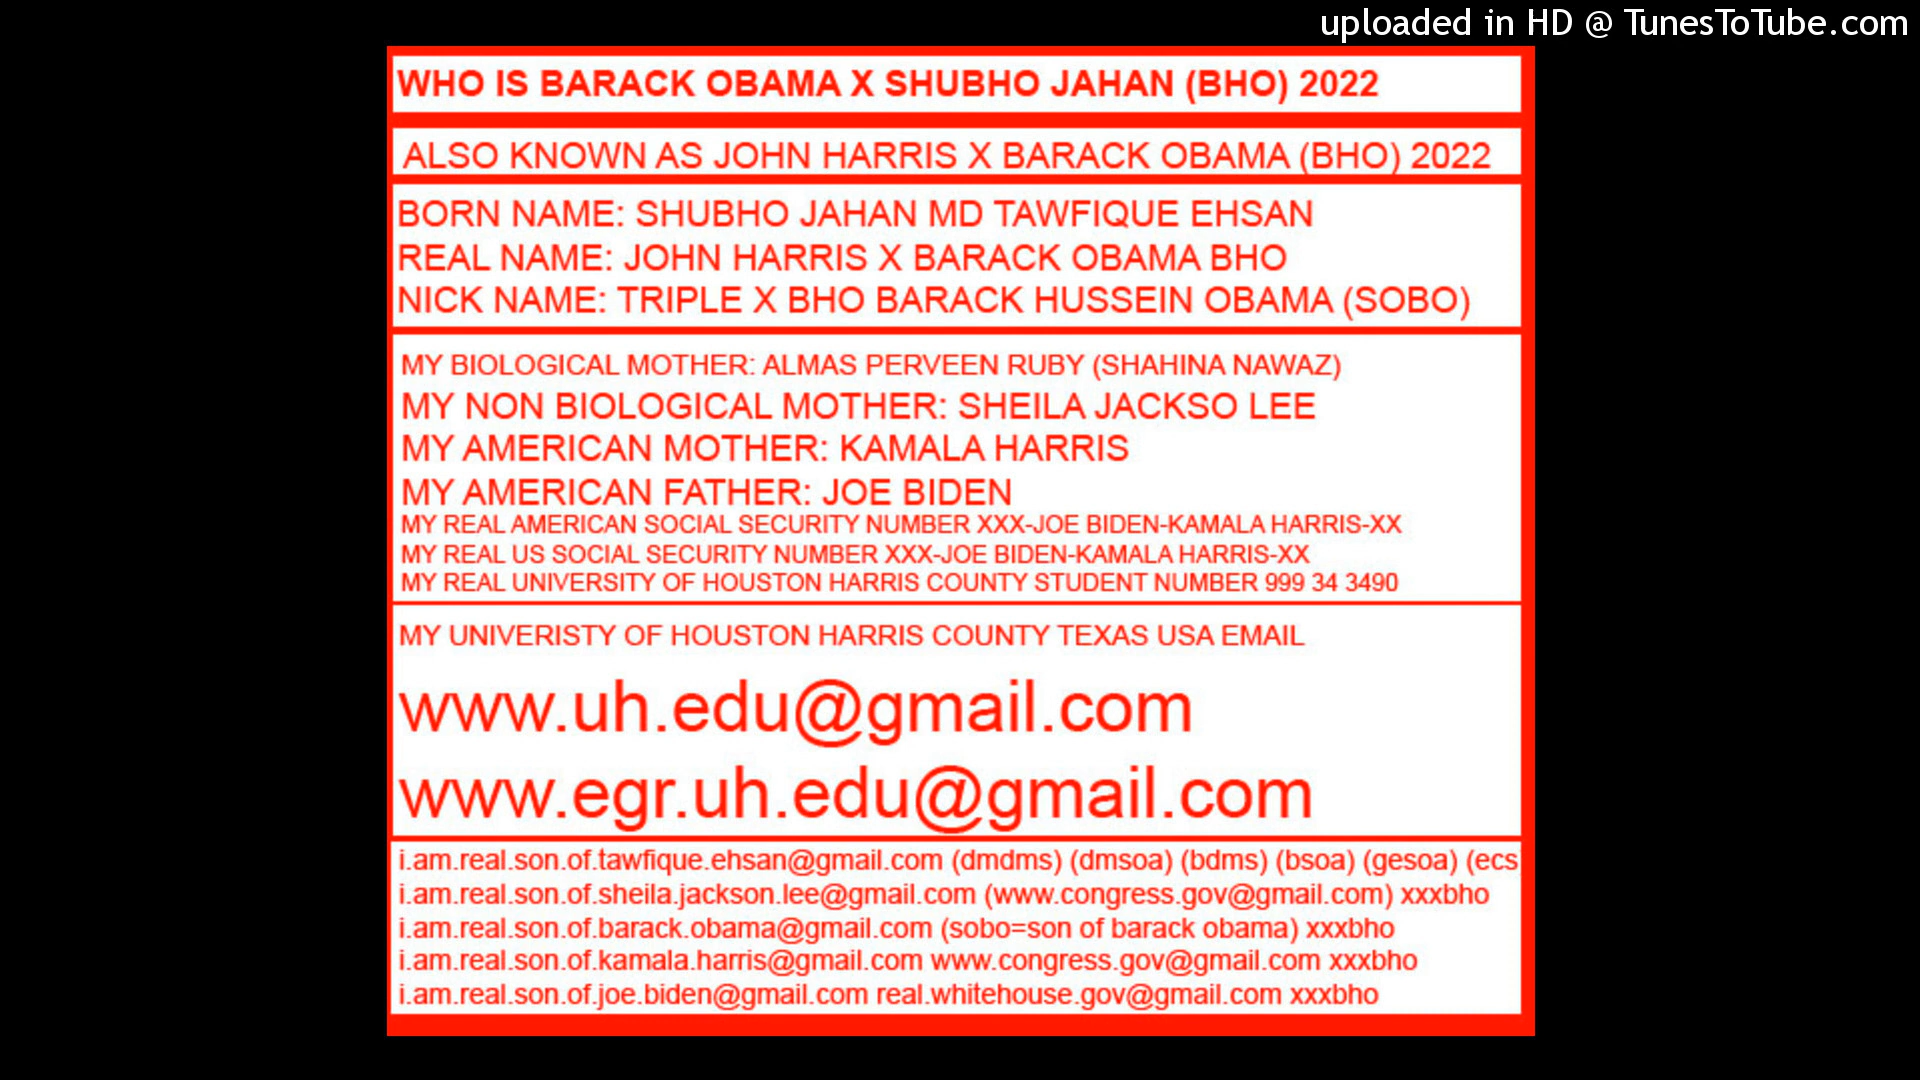 uploaded in HD @ TunesToTube.com
WHO IS BARACK OBAMA X SHUBHO JAHAN (BHO) 2022
ALSO KNOWN AS JOHN HARRIS X BARACK OBAMA (BHO) 2022
BORN NAME: SHUBHO JAHAN MD TAWFIQUE EHSAN
REAL NAME: JOHN HARRIS X BARACK OBAMA BHO
NICK NAME: TRIPLE X BHO BARACK HUSSEIN OBAMA (SOBO)
MY BIOLOGICAL MOTHER: ALMAS PERVEEN RUBY (SHAHINA NAWAZ)
MY NON BIOLOGICAL MOTHER: SHEILA JACKSO LEE
MY AMERICAN MOTHER: KAMALA HARRIS
MY AMERICAN FATHER: JOE BIDEN
MY REAL AMERICAN SOCIAL SECURITY NUMBER XXX-JOE BIDEN-KAMALA HARRIS-XX
MY REAL US SOCIAL SECURITY NUMBER XXX-JOE BIDEN-KAMALA HARRIS-XX
MY REAL UNIVERSITY OF HOUSTON HARRIS COUNTY STUDENT NUMBER 999 34 3490
MY UNIVERISTY OF HOUSTON HARRIS COUNTY TEXAS USA EMAIL
www.uh.edu@gmail.com
www.egr.uh.edu@gmail.com
i.am.real.son.of.tawfique.ehsan@gmail.com (dmdms) (dmsoa) (bdms) (bsoa) (gesoa) (ecs
i.am.real.son.of.sheila.jackson.lee@gmail.com (www.congress.gov@gmail.com) xxxbho
i.am.real.son.of.barack.obama@gmail.com (sobo=son of barack obama) xxxbho
i.am.real.son.of.kamala.harris@gmail.com www.congress.gov@gmail.com xxxbho
i.am.real.son.of.joe.biden@gmail.com real.whitehouse.gov@gmail.com xxxbho